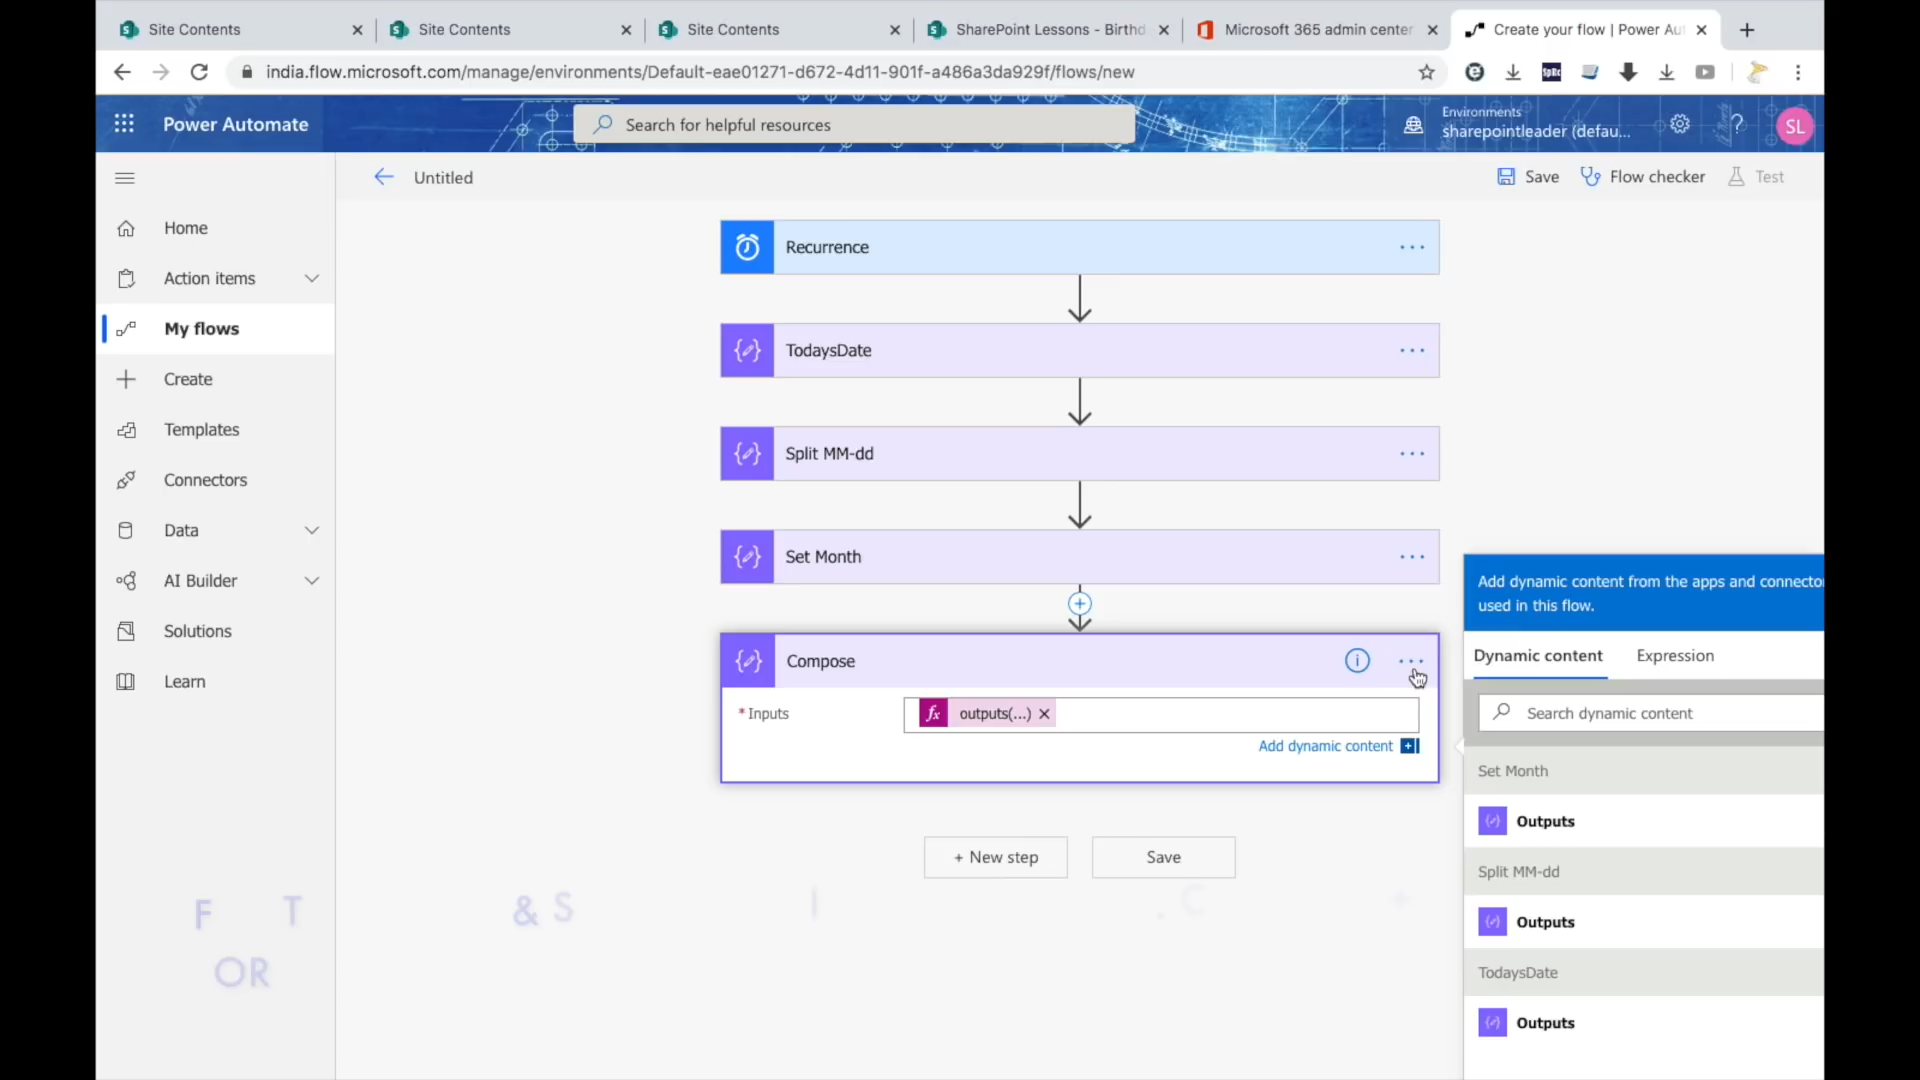 Site Contents
Site Contents
Site Contents
SharePoint Lessons - Birthd
Microsoft 365 admin center
Create your flow | Power Aut
india.flow.microsoft.com/manage/environments/Default-eae01271-d672-4d11-901f-a486a3da929f/flows/new
Power Automate
Search for helpful resources
Environments
sharepointleader (defau...
SL
Untitled
Save
Flow checker
Test
Home
Action items
My flows
Create
Templates
Connectors
Data
AI Builder
Solutions
Learn
Recurrence
TodaysDate
Split MM-dd
Set Month
Compose
* Inputs
fx outputs(...)
Add dynamic content
+ New step
Save
Add dynamic content from the apps and connecto
used in this flow.
Dynamic content
Expression
Search dynamic content
Set Month
Outputs
Split MM-dd
Outputs
TodaysDate
Outputs
F T & S I . C +
OR